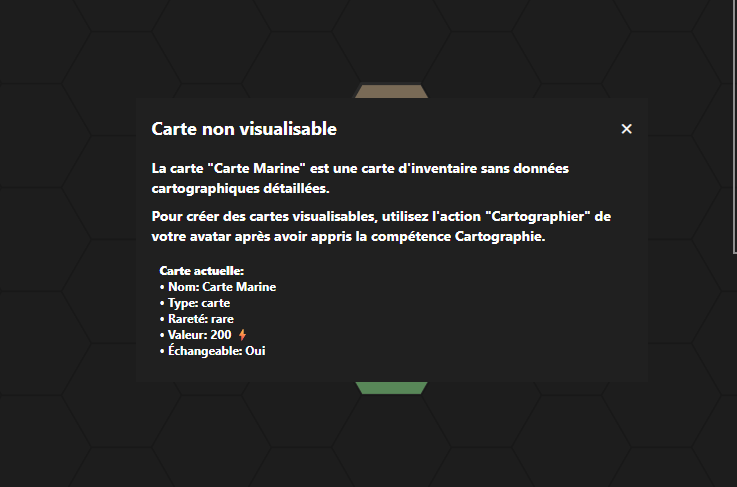 Carte non visualisable ×
La carte "Carte Marine" est une carte d'inventaire sans données
cartographiques détaillées.
Pour créer des cartes visualisables, utilisez l'action "Cartographier" de
votre avatar après avoir appris la compétence Cartographie.
Carte actuelle:
• Nom: Carte Marine
• Type: carte
• Rareté: rare
• Valeur: 200 ⚡
• Échangeable: Oui